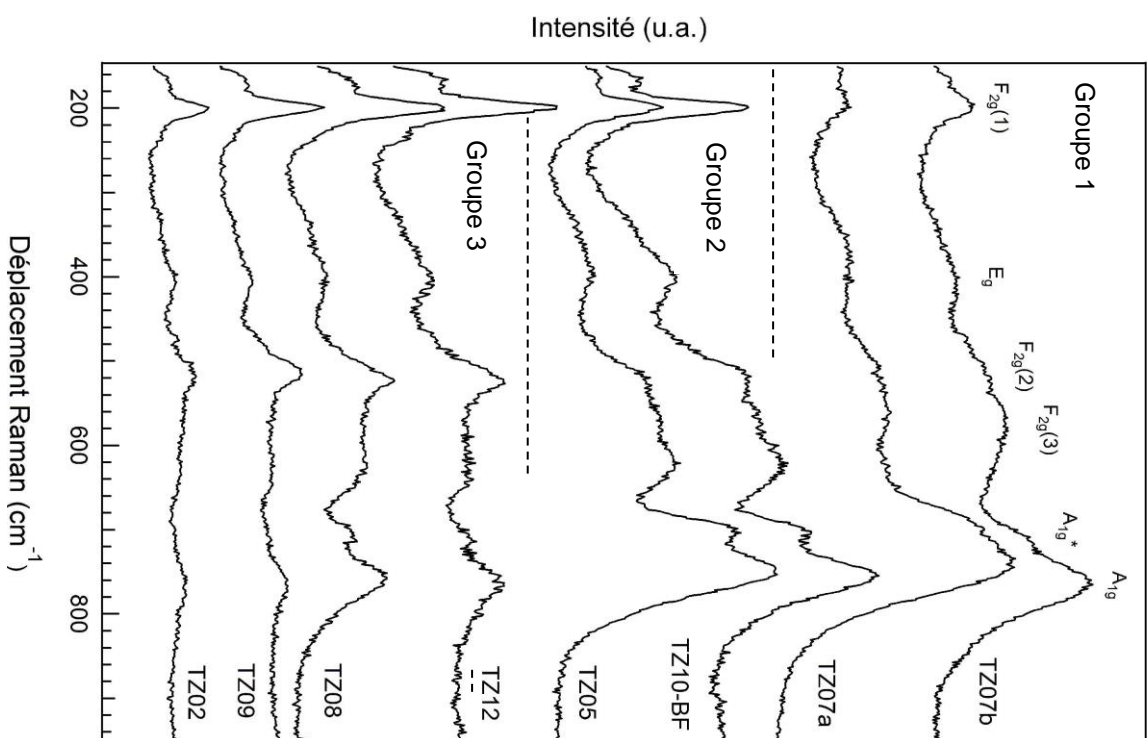 Intensité (u.a.)
Groupe 1
F2g(1)
Eg
F2g(2)
F2g(3)
A1g*
A1g
TZ07b
TZ07a
Groupe 2
TZ10-BF
TZ05
Groupe 3
TZ12
TZ08
TZ09
TZ02
200
400
600
800
Déplacement Raman (cm-1)